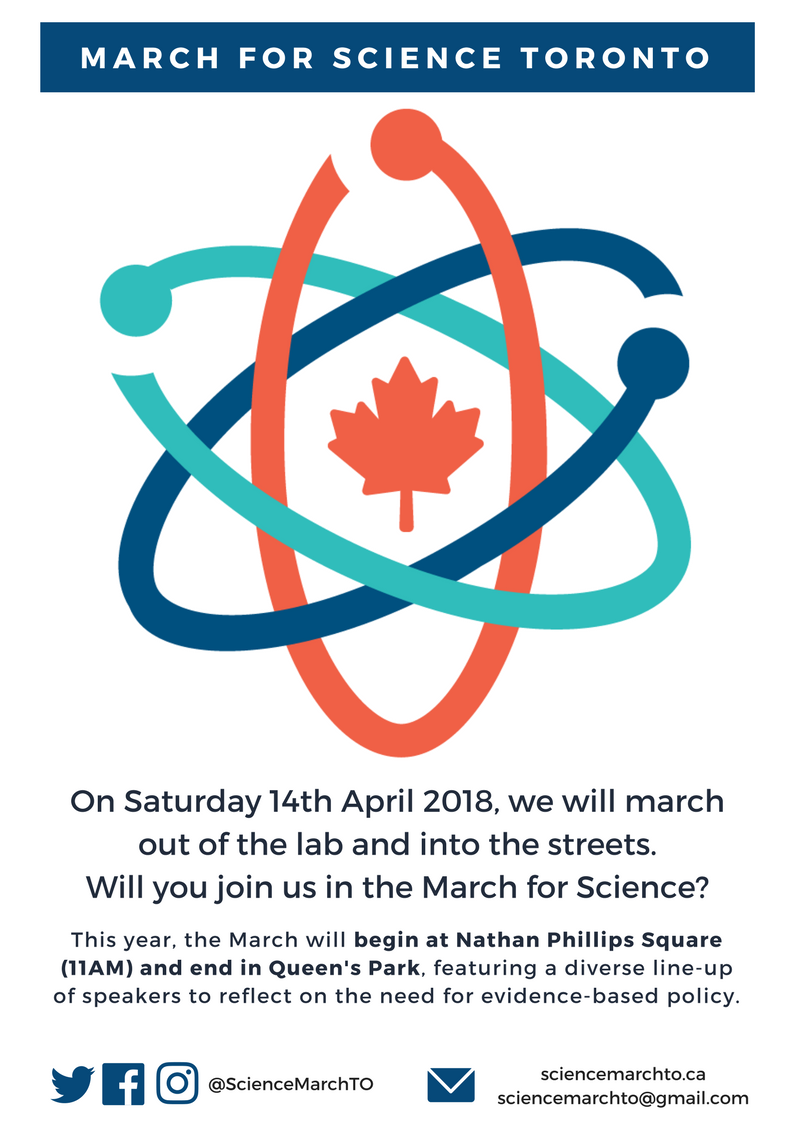 MARCH FOR SCIENCE TORONTO
On Saturday 14th April 2018, we will march
out of the lab and into the streets.
Will you join us in the March for Science?
This year, the March will begin at Nathan Phillips Square
(11AM) and end in Queen's Park, featuring a diverse line-up
of speakers to reflect on the need for evidence-based policy.
@ScienceMarchTO
sciencemarchto.ca
sciencemarchto@gmail.com